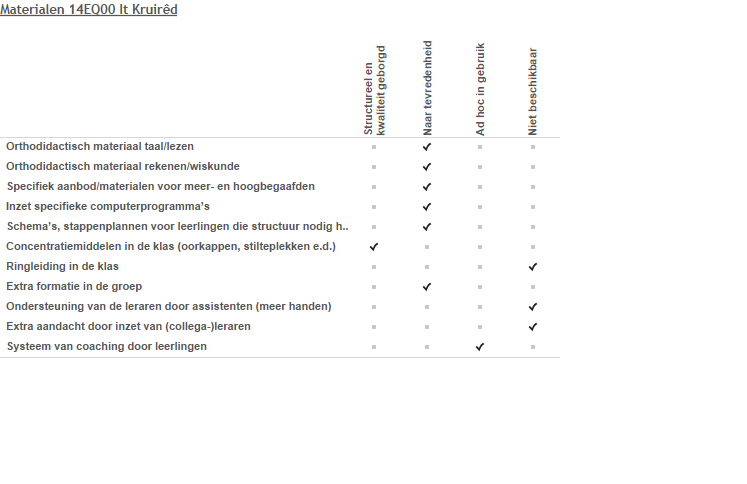 Materialen 14EQ00 It Kruirêd
Structureel en
kwaliteit geborgd
Naar tevredenheid
Ad hoc in gebruik
Niet beschikbaar
Orthodidactisch materiaal taal/lezen
Orthodidactisch materiaal rekenen/wiskunde
Specifiek aanbod/materialen voor meer- en hoogbegaafden
Inzet specifieke computerprogramma's
Schema's, stappenplannen voor leerlingen die structuur nodig h..
Concentratiemiddelen in de klas (oorkappen, stilteplekken e.d.)
Ringleiding in de klas
Extra formatie in de groep
Ondersteuning van de leraren door assistenten (meer handen)
Extra aandacht door inzet van (collega-)leraren
Systeem van coaching door leerlingen